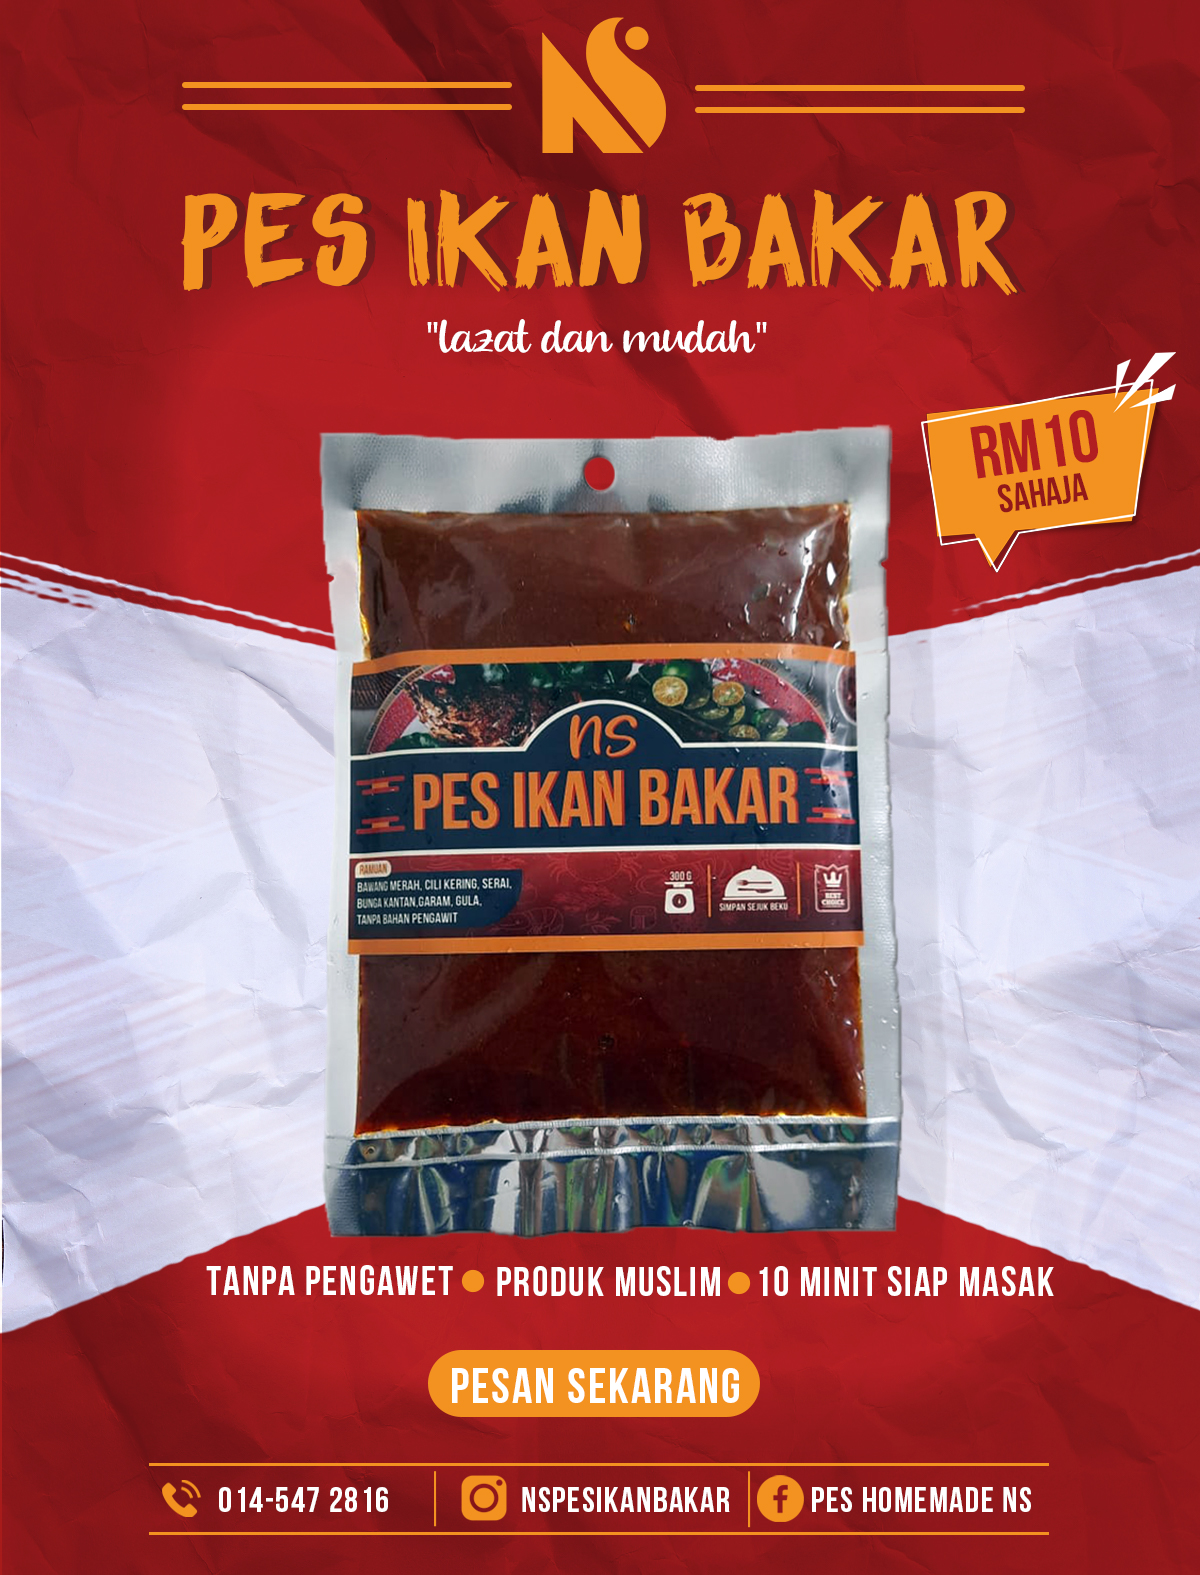 NS
PES IKAN BAKAR
"lazat dan mudah"
RM10
SAHAJA
ns
PES IKAN BAKAR
RAMUAN
BAWANG MERAH, CILI KERING, SERAI,
BUNGA KANTAN,GARAM, GULA,
TANPA BAHAN PENGAWIT
300 G
SIMPAN SEJUK BEKU
BEST
CHOICE
TANPA PENGAWET ● PRODUK MUSLIM ● 10 MINIT SIAP MASAK
PESAN SEKARANG
014-547 2816
NSPESIKANBAKAR
PES HOMEMADE NS